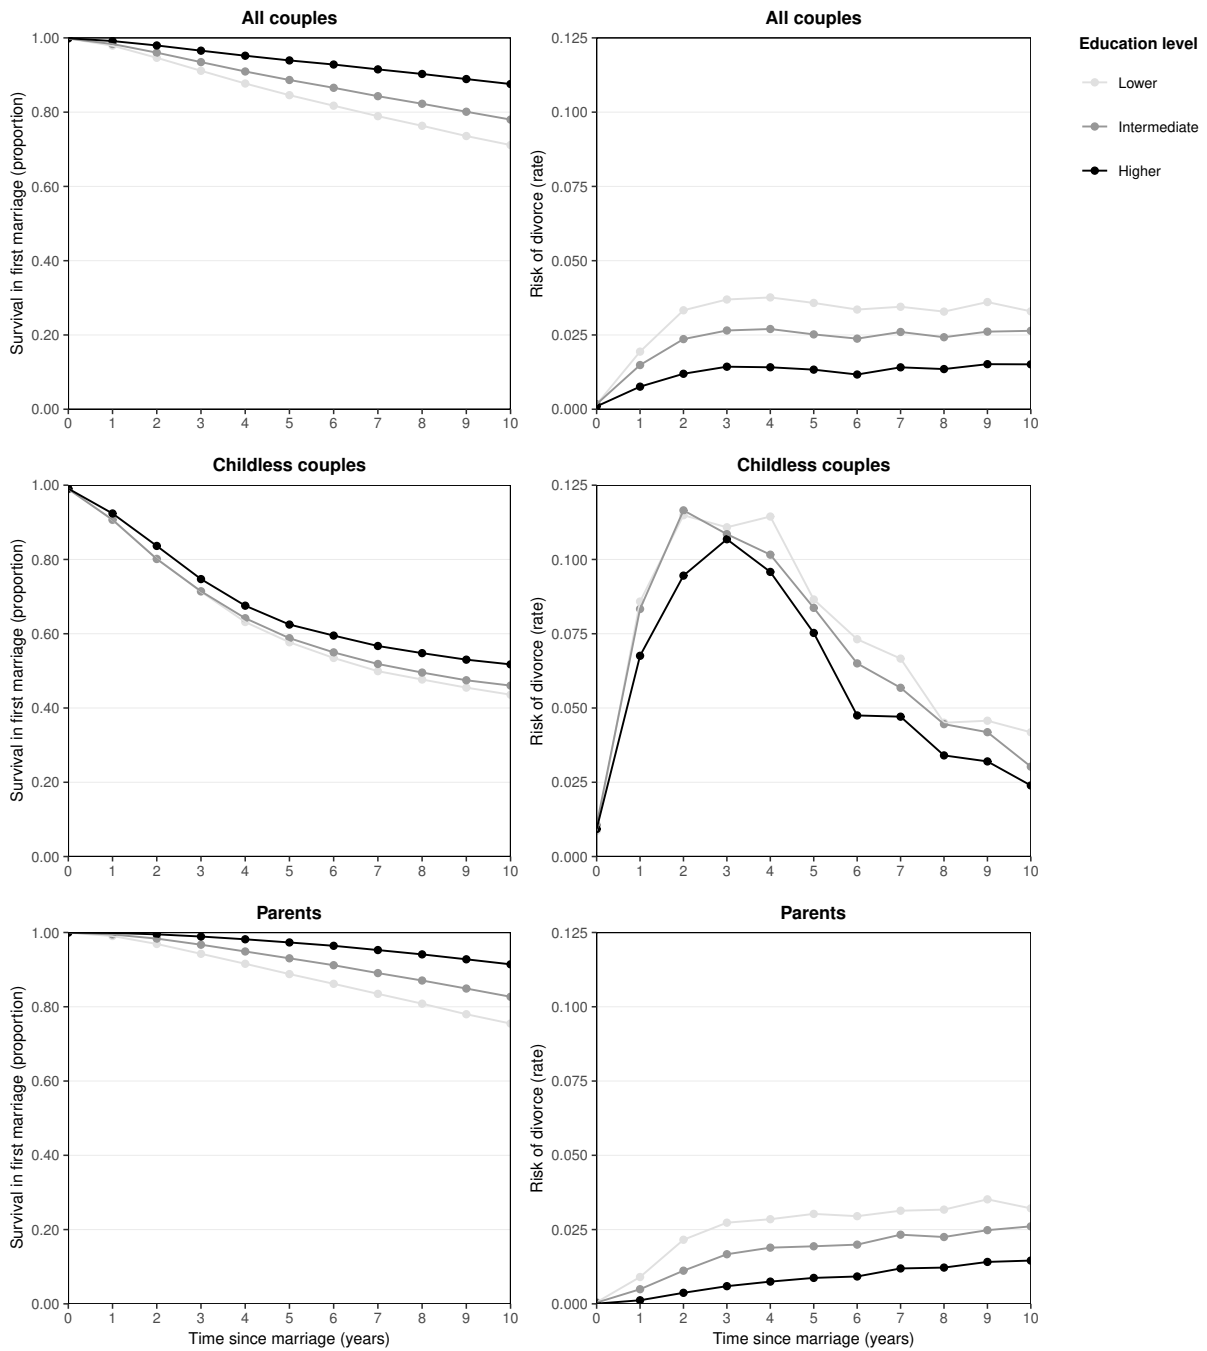 All couples
Survival in first marriage (proportion)
1.00
0.80
0.60
0.40
0.20
0.00
0 1 2 3 4 5 6 7 8 9 10
All couples
Risk of divorce (rate)
0.125
0.100
0.075
0.050
0.025
0.000
0 1 2 3 4 5 6 7 8 9 10
Education level
Lower
Intermediate
Higher
Childless couples
Survival in first marriage (proportion)
1.00
0.80
0.60
0.40
0.20
0.00
0 1 2 3 4 5 6 7 8 9 10
Childless couples
Risk of divorce (rate)
0.125
0.100
0.075
0.050
0.025
0.000
0 1 2 3 4 5 6 7 8 9 10
Parents
Survival in first marriage (proportion)
1.00
0.80
0.60
0.40
0.20
0.00
0 1 2 3 4 5 6 7 8 9 10
Time since marriage (years)
Parents
Risk of divorce (rate)
0.125
0.100
0.075
0.050
0.025
0.000
0 1 2 3 4 5 6 7 8 9 10
Time since marriage (years)